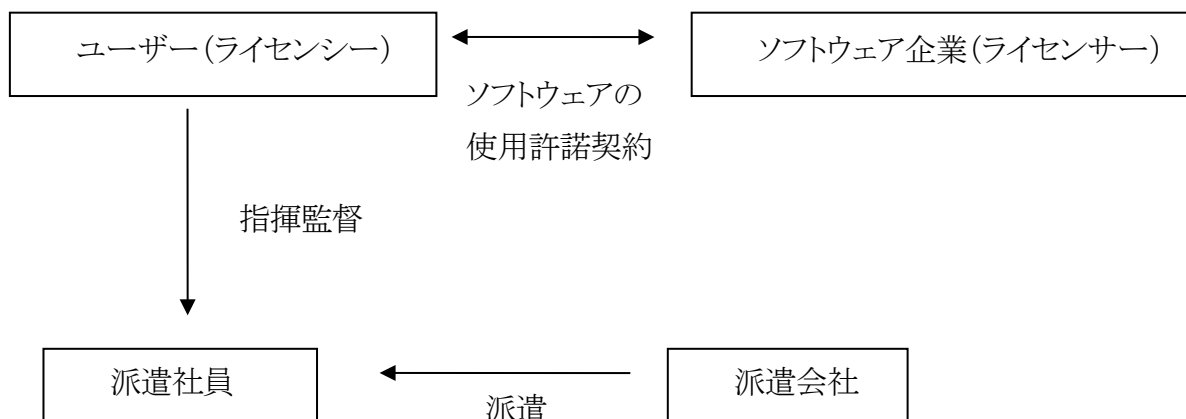 ユーザー(ライセンシー)
ソフトウェア企業(ライセンサー)
ソフトウェアの
使用許諾契約
指揮監督
派遣社員
派遣会社
派遣